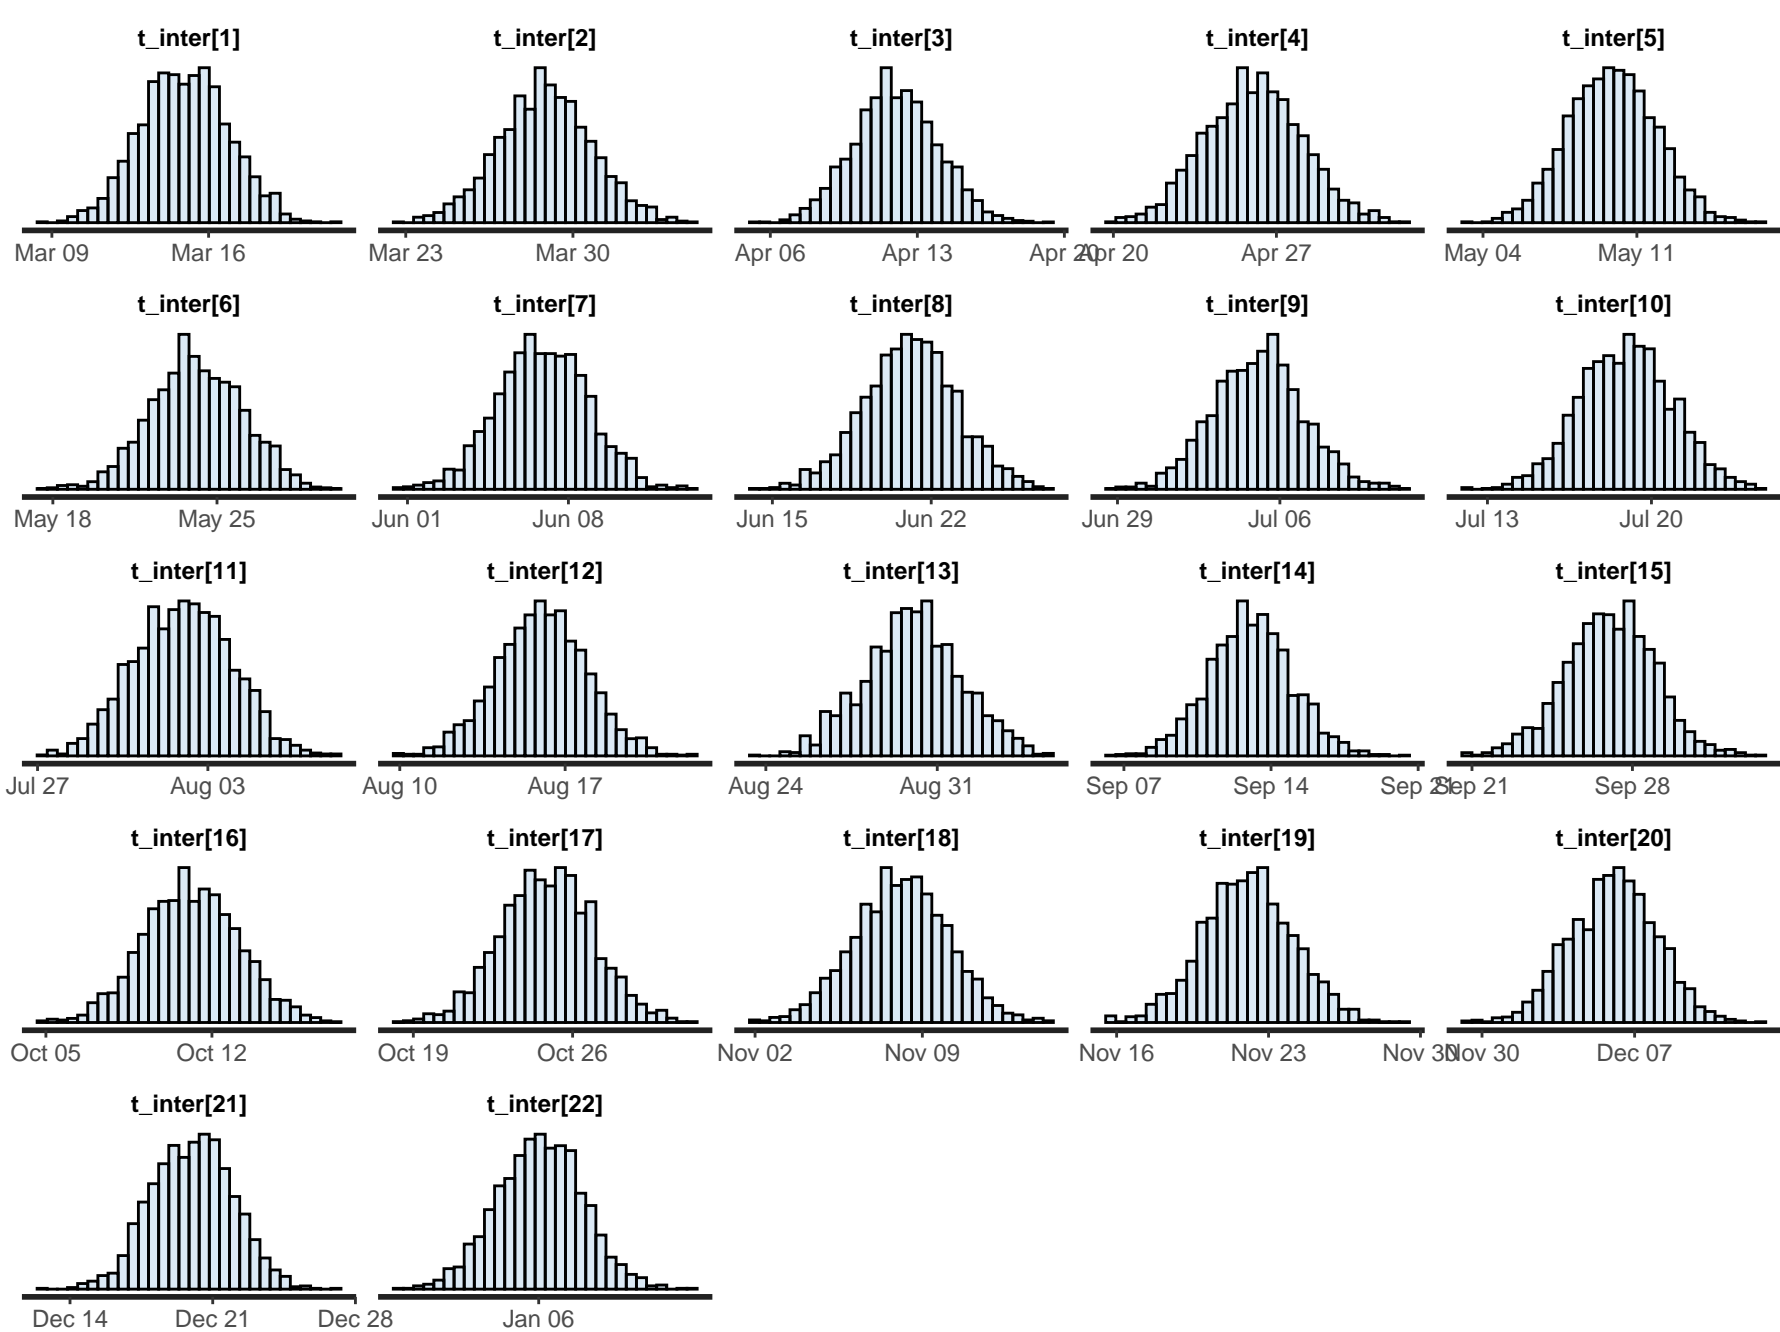 t_inter[1] t_inter[2] t_inter[3] t_inter[4] t_inter[5]
Mar 09 Mar 16 Mar 23 Mar 30 Apr 06 Apr 13 Apr 20 Apr 20 Apr 27 May 04 May 11
t_inter[6] t_inter[7] t_inter[8] t_inter[9] t_inter[10]
May 18 May 25 Jun 01 Jun 08 Jun 15 Jun 22 Jun 29 Jul 06 Jul 13 Jul 20
t_inter[11] t_inter[12] t_inter[13] t_inter[14] t_inter[15]
Jul 27 Aug 03 Aug 10 Aug 17 Aug 24 Aug 31 Sep 07 Sep 14 Sep 21 Sep 21 Sep 28
t_inter[16] t_inter[17] t_inter[18] t_inter[19] t_inter[20]
Oct 05 Oct 12 Oct 19 Oct 26 Nov 02 Nov 09 Nov 16 Nov 23 Nov 30 Nov 30 Dec 07
t_inter[21] t_inter[22]
Dec 14 Dec 21 Dec 28 Jan 06